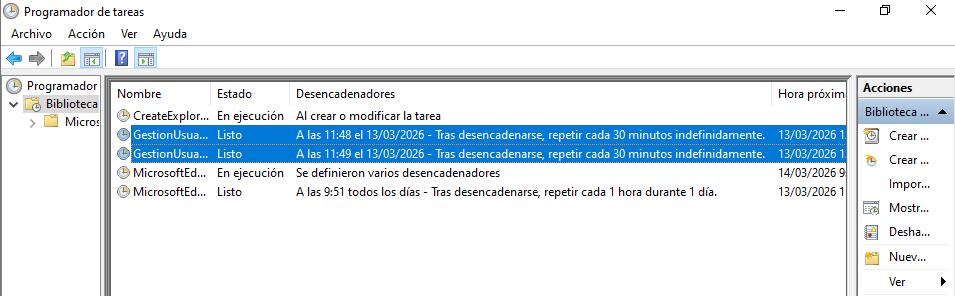 Programador de tareas
Archivo Acción Ver Ayuda
Programador
Biblioteca
Micros
Nombre Estado Desencadenadores Hora próxim
CreateExplor... En ejecución Al crear o modificar la tarea
GestionUsua... Listo A las 11:48 el 13/03/2026 - Tras desencadenarse, repetir cada 30 minutos indefinidamente. 13/03/2026 1
GestionUsua... Listo A las 11:49 el 13/03/2026 - Tras desencadenarse, repetir cada 30 minutos indefinidamente. 13/03/2026 1
MicrosoftEd... En ejecución Se definieron varios desencadenadores 14/03/2026 9
MicrosoftEd... Listo A las 9:51 todos los días - Tras desencadenarse, repetir cada 1 hora durante 1 día. 13/03/2026 1
Acciones
Biblioteca ...
Crear ...
Crear ...
Impor...
Mostr...
Desha...
Nuev...
Ver